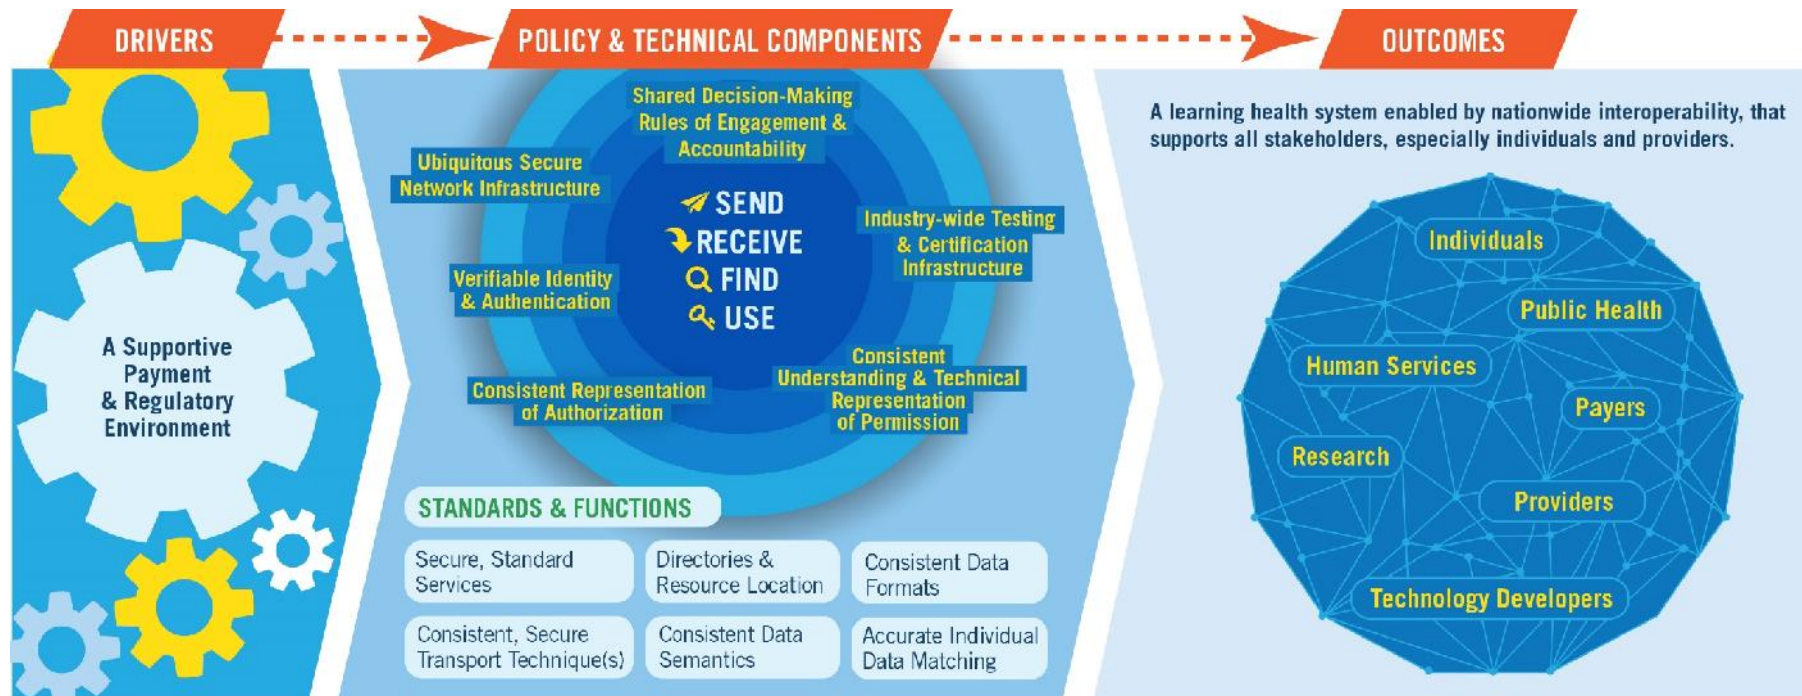 DRIVERS
POLICY & TECHNICAL COMPONENTS
OUTCOMES
A Supportive
Payment
& Regulatory
Environment
Shared Decision-Making
Rules of Engagement &
Accountability
Ubiquitous Secure
Network Infrastructure
SEND
RECEIVE
FIND
USE
Industry-wide Testing
& Certification
Infrastructure
Verifiable Identity
& Authentication
Consistent Representation
of Authorization
Consistent
Understanding & Technical
Representation
of Permission
STANDARDS & FUNCTIONS
Secure, Standard
Services
Directories &
Resource Location
Consistent Data
Formats
Consistent, Secure
Transport Technique(s)
Consistent Data
Semantics
Accurate Individual
Data Matching
A learning health system enabled by nationwide interoperability, that
supports all stakeholders, especially individuals and providers.
Individuals
Public Health
Human Services
Payers
Research
Providers
Technology Developers